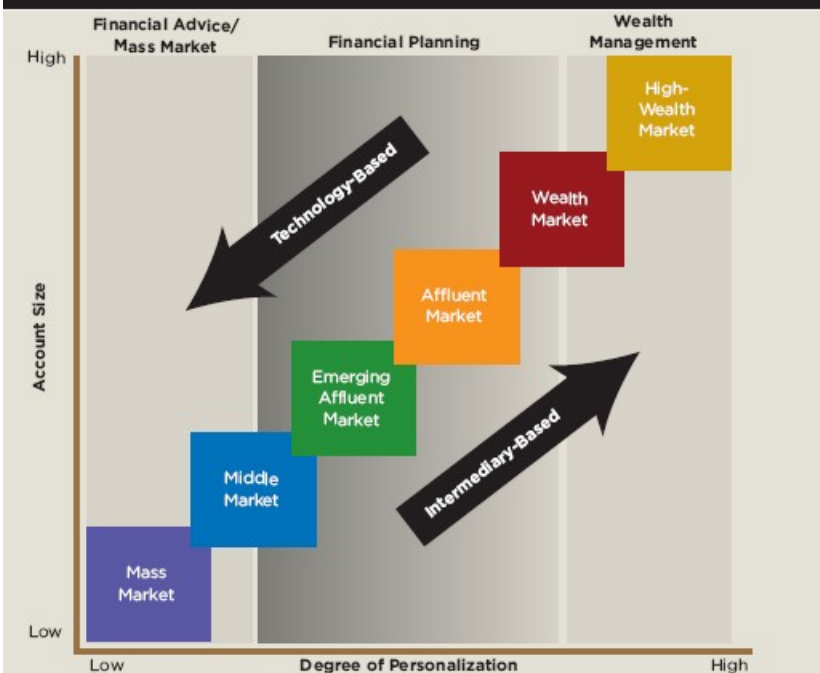 Financial Advice/
Mass Market
Financial Planning
Wealth
Management
High
High-
Wealth
Market
Technology-Based
Wealth
Market
Affluent
Market
Account Size
Emerging
Affluent
Market
Intermediary-Based
Middle
Market
Mass
Market
Low
Low
Degree of Personalization
High